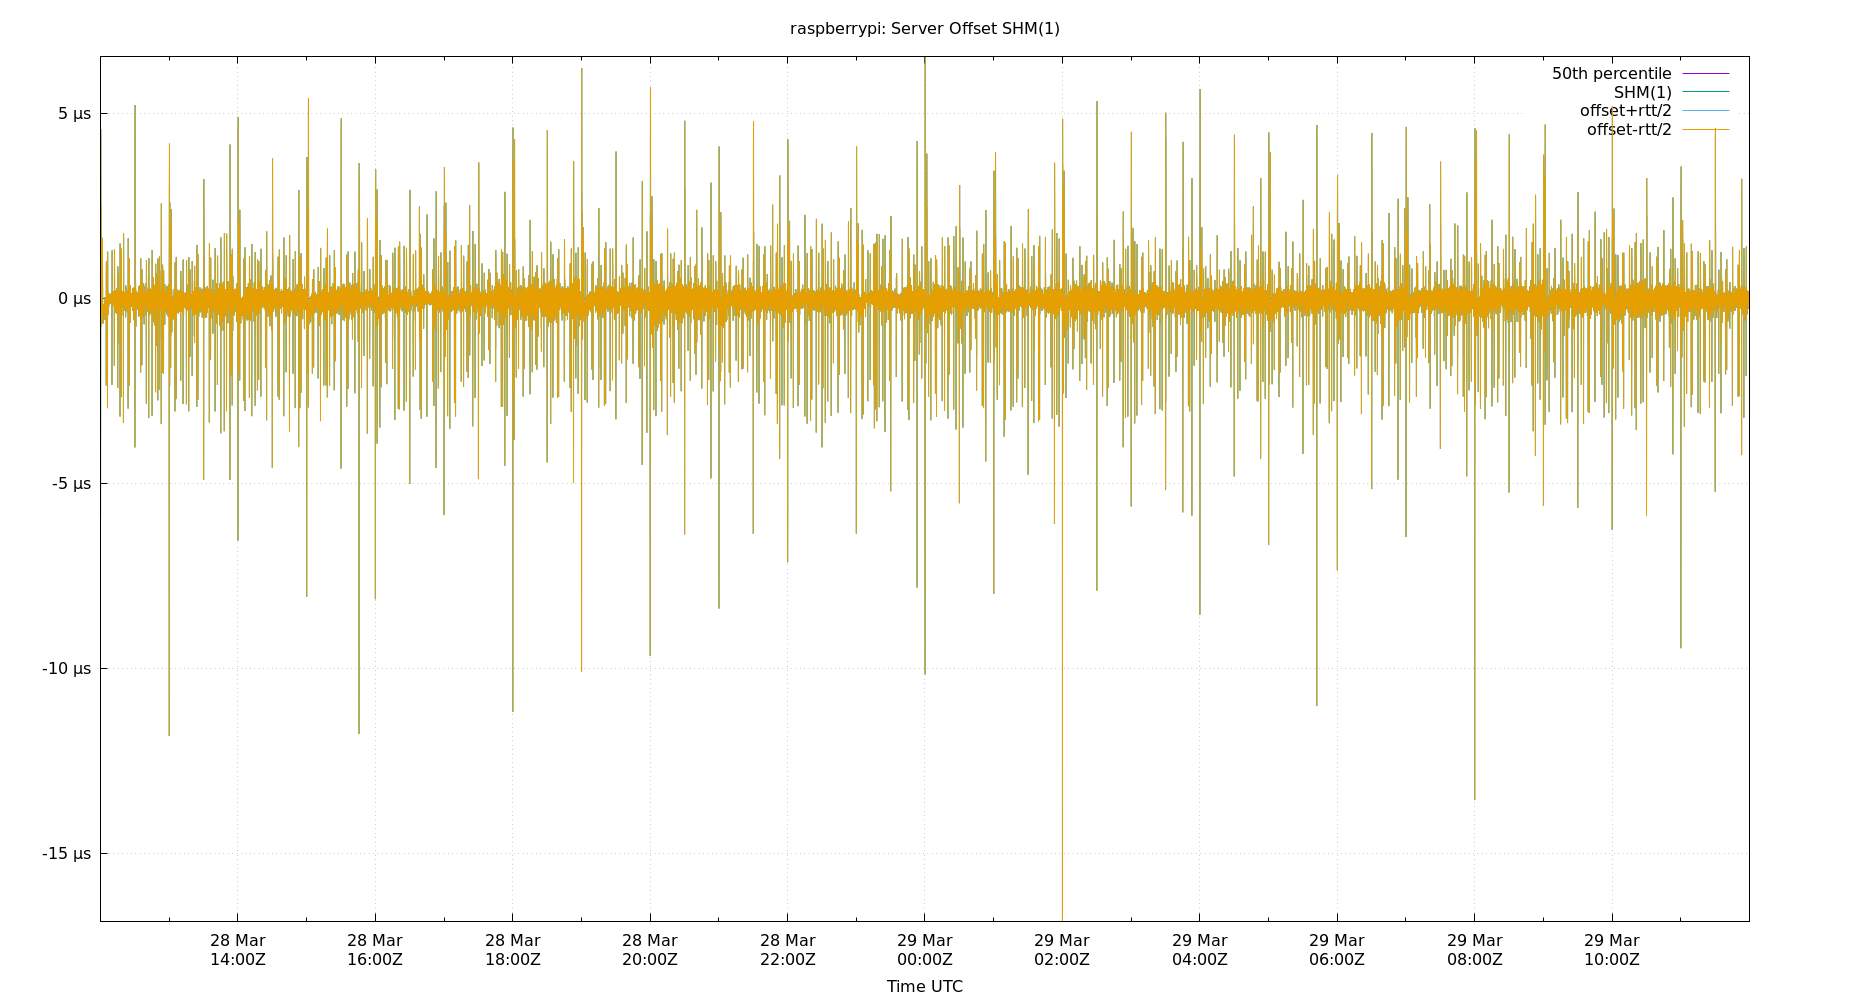 raspberrypi: Server Offset SHM(1)
50th percentile
SHM(1)
offset+rtt/2
offset-rtt/2
5 µs
0 µs
-5 µs
-10 µs
-15 µs
28 Mar 28 Mar 28 Mar 28 Mar 28 Mar 29 Mar 29 Mar 29 Mar 29 Mar 29 Mar 29 Mar
14:00Z 16:00Z 18:00Z 20:00Z 22:00Z 00:00Z 02:00Z 04:00Z 06:00Z 08:00Z 10:00Z
Time UTC